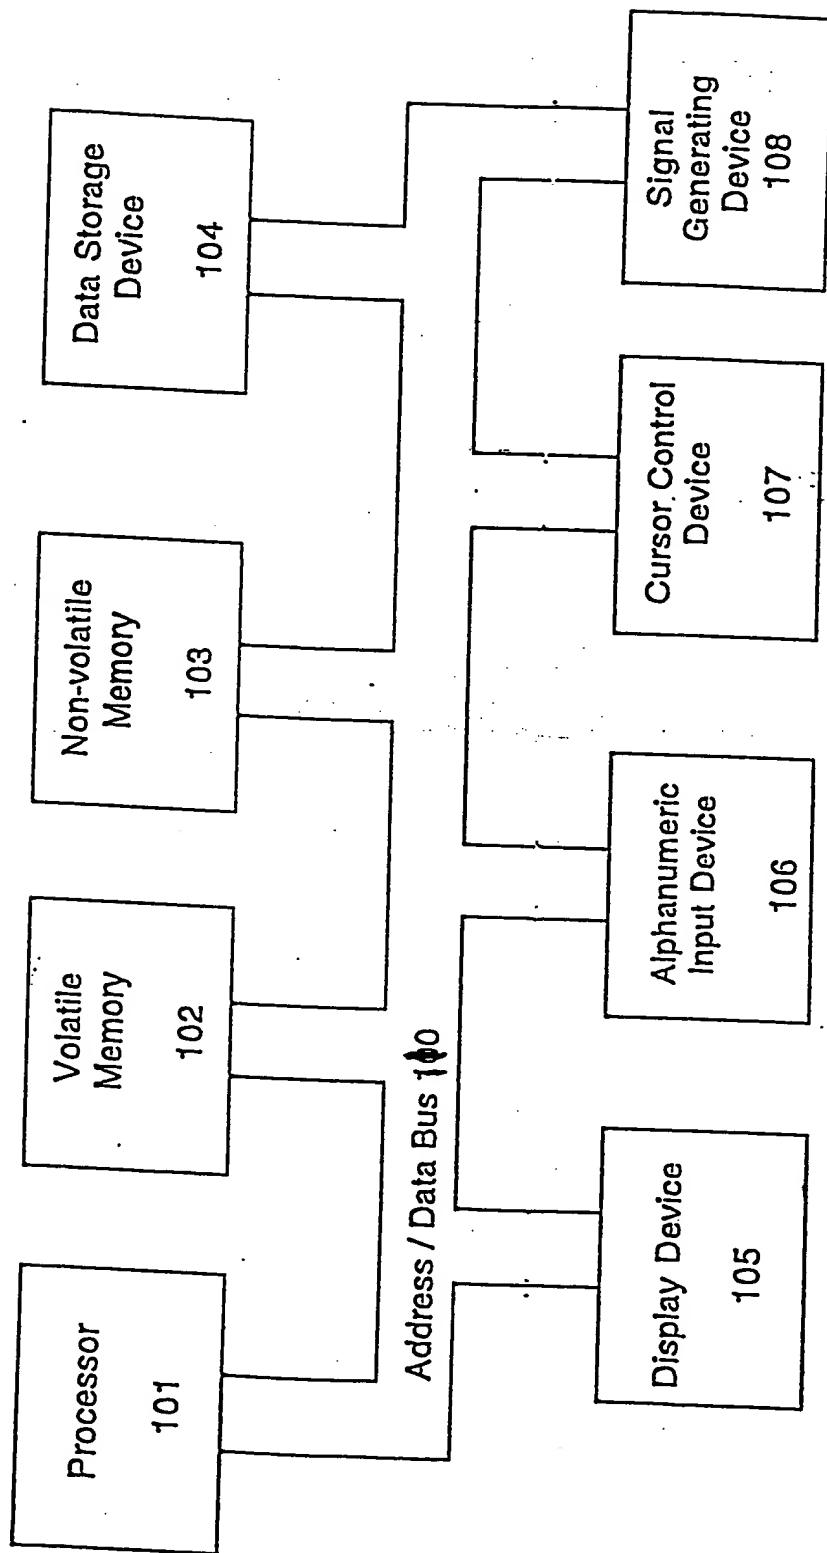 Processor
101
Volatile
Memory
102
Non-volatile
Memory
103
Data Storage
Device
104
Address / Data Bus 100
Display Device
105
Alphanumeric
Input Device
106
Cursor Control
Device
107
Signal
Generating
Device
108